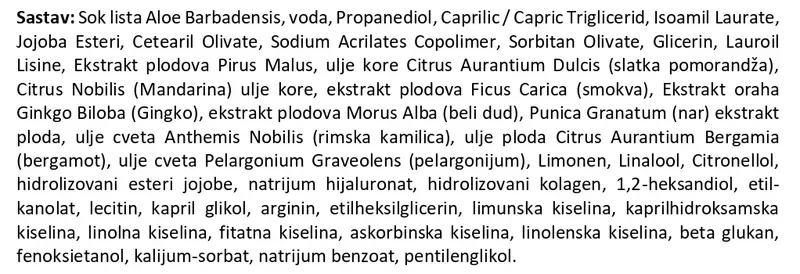 Sastav: Sok lista Aloe Barbadensis, voda, Propanediol, Caprilic / Capric Triglicerid, Isoamil Laurate,
Jojoba Esteri, Cetearil Olivate, Sodium Acrilates Copolimer, Sorbitan Olivate, Glicerin, Lauroil
Lisine, Ekstrakt plodova Pirus Malus, ulje kore Citrus Aurantium Dulcis (slatka pomorandža),
Citrus Nobilis (Mandarina) ulje kore, ekstrakt plodova Ficus Carica (smokva), Ekstrakt oraha
Ginkgo Biloba (Gingko), ekstrakt plodova Morus Alba (beli dud), Punica Granatum (nar) ekstrakt
ploda, ulje cveta Anthemis Nobilis (rimska kamilica), ulje ploda Citrus Aurantium Bergamia
(bergamot), ulje cveta Pelargonium Graveolens (pelargonijum), Limonen, Linalool, Citronellol,
hidrolizovani esteri jojobe, natrijum hijaluronat, hidrolizovani kolagen, 1,2-heksandiol, etil-
kanolat, lecitin, kapril glikol, arginin, etilheksilglicerin, limunska kiselina, kaprilhidroksamska
kiselina, linolna kiselina, fitatna kiselina, askorbinska kiselina, linolenska kiselina, beta glukan,
fenoksietanol, kalijum-sorbat, natrijum benzoat, pentilenglikol.